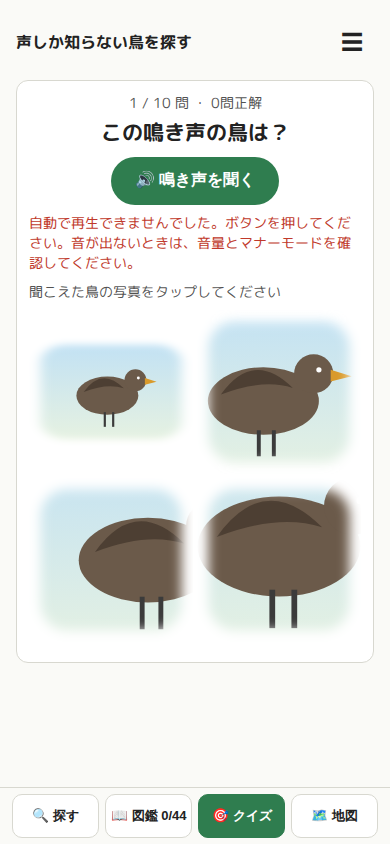 声しか知らない鳥を探す
1 / 10 問 · 0問正解
この鳴き声の鳥は？
🔊 鳴き声を聞く
自動で再生できませんでした。ボタンを押してくだ
さい。音が出ないときは、音量とマナーモードを確
認してください。
聞こえた鳥の写真をタップしてください
🔍 探す
📖 図鑑 0/44
🎯 クイズ
🗺️ 地図